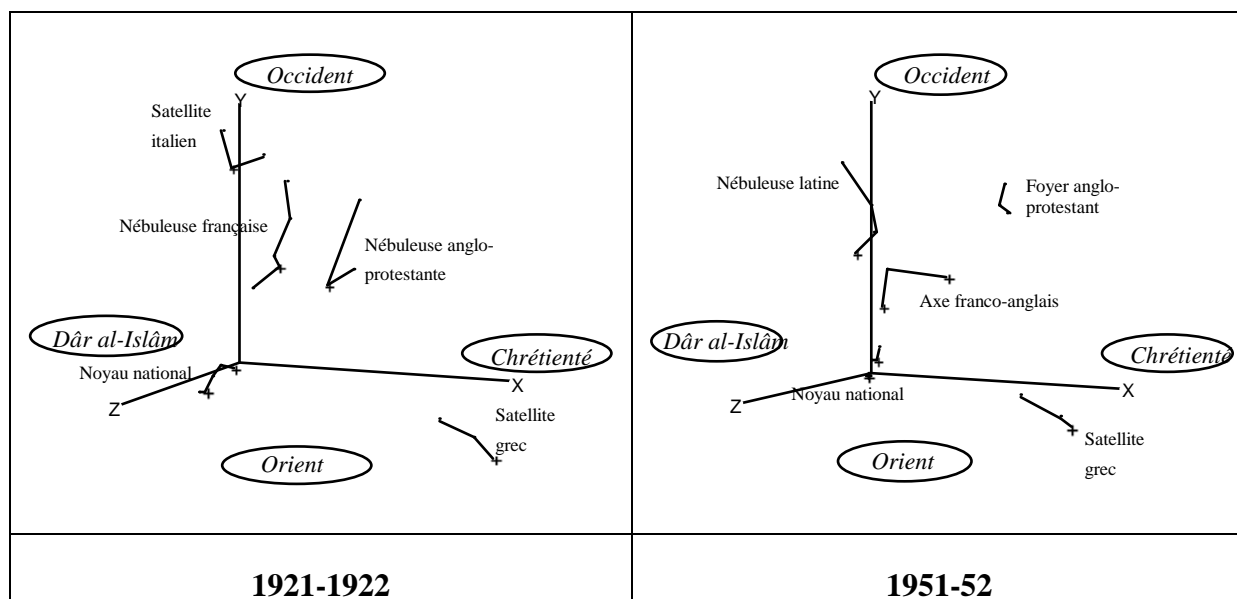 Occident
Y
Satellite
italien
Nébuleuse française
Nébuleuse anglo-
protestante
Dâr al-Islâm
Chrétienté
Noyau national
X
Z
Satellite
grec
Orient
1921-1922
Occident
Y
Nébuleuse latine
Foyer anglo-
protestant
Axe franco-anglais
Dâr al-Islâm
Chrétienté
Noyau national
X
Z
Satellite
grec
Orient
1951-52